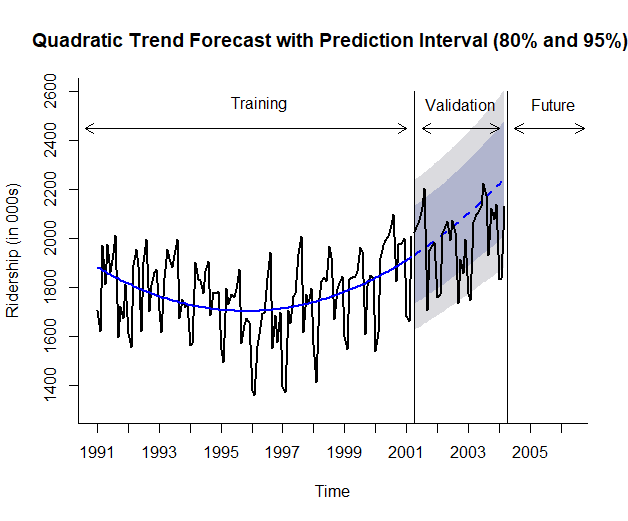 Quadratic Trend Forecast with Prediction Interval (80% and 95%)
Training
Validation
Future
Ridership (in 000s)
2600
2400
2200
2000
1800
1600
1400
1991
1993
1995
1997
1999
2001
2003
2005
Time